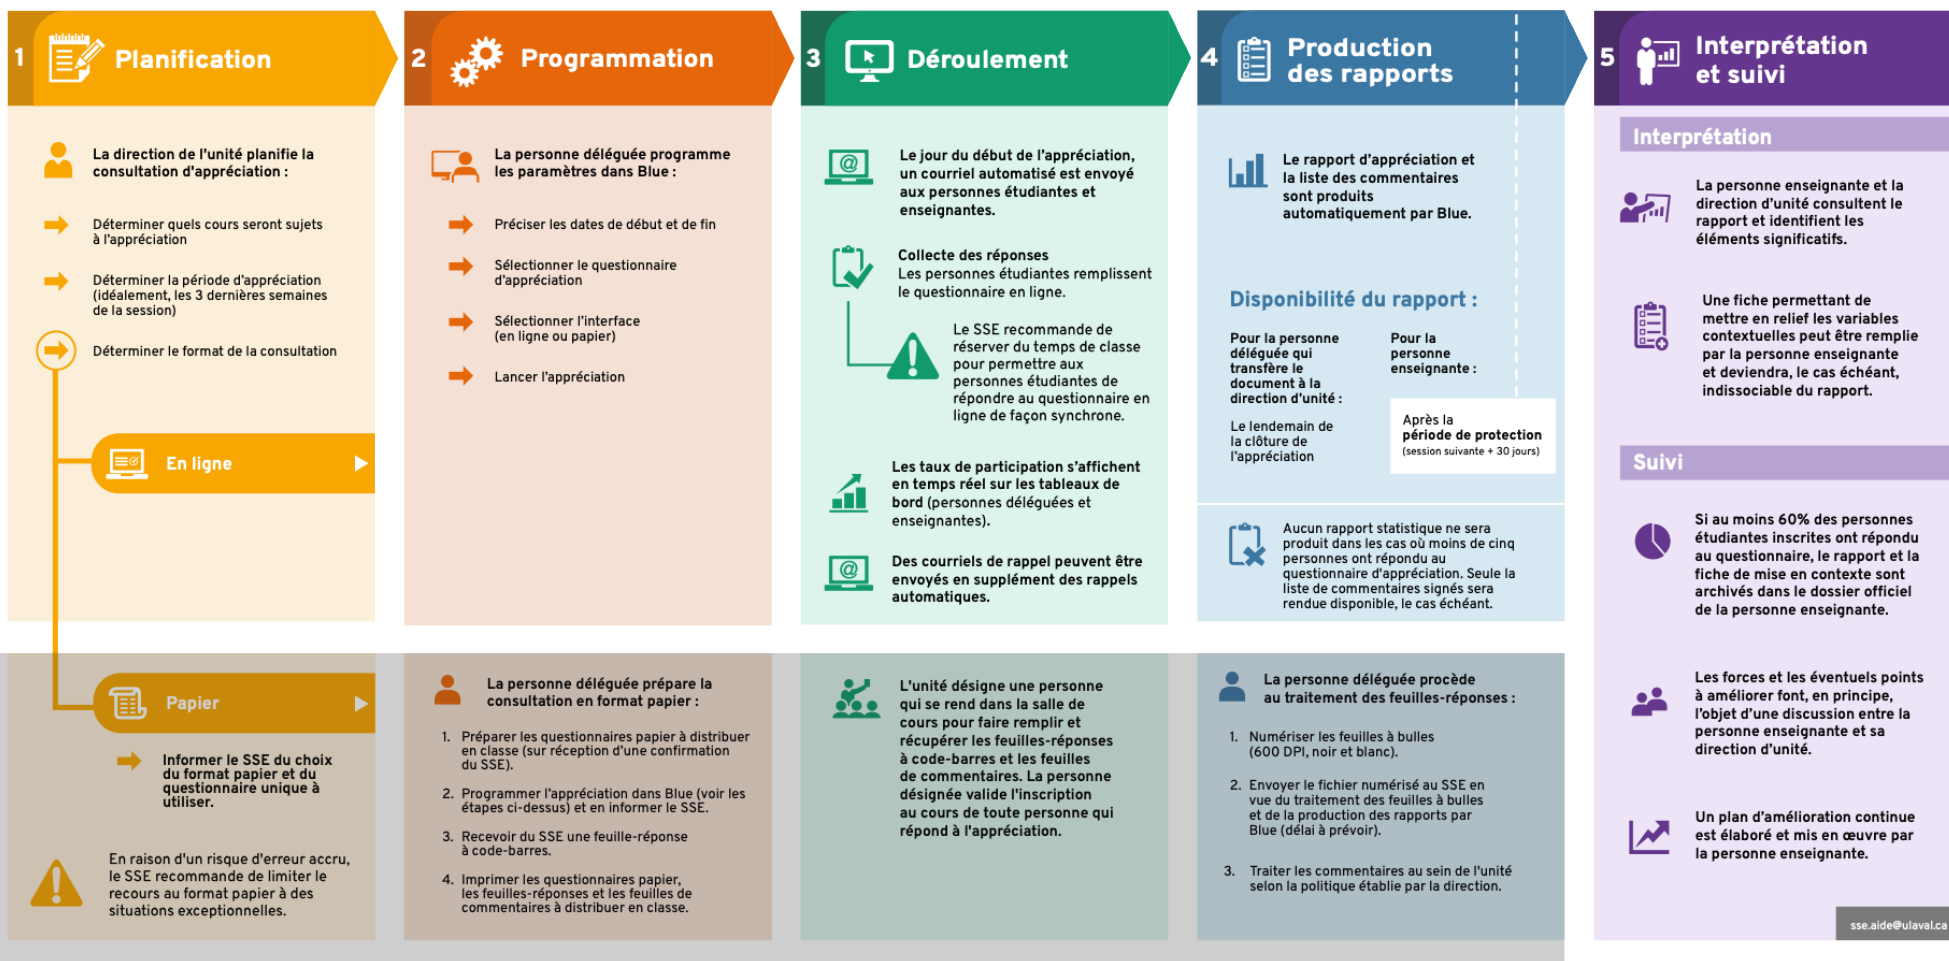 1
Planification
La direction de l'unité planifie la
consultation d'appréciation :
Déterminer quels cours seront sujets
à l'appréciation
Déterminer la période d'appréciation
(idéalement, les 3 dernières semaines
de la session)
Déterminer le format de la consultation
En ligne
Papier
Informer le SSE du choix
du format papier et du
questionnaire unique à
utiliser.
En raison d'un risque d'erreur accru,
le SSE recommande de limiter le
recours au format papier à des
situations exceptionnelles.
2
Programmation
La personne déléguée programme
les paramètres dans Blue :
Préciser les dates de début et de fin
Sélectionner le questionnaire
d'appréciation
Sélectionner l'interface
(en ligne ou papier)
Lancer l'appréciation
La personne déléguée prépare la
consultation en format papier :
1. Préparer les questionnaires papier à distribuer
en classe (sur réception d'une confirmation
du SSE).
2. Programmer l'appréciation dans Blue (voir les
étapes ci-dessus) et en informer le SSE.
3. Recevoir du SSE une feuille-réponse
à code-barres.
4. Imprimer les questionnaires papier,
les feuilles-réponses et les feuilles de
commentaires à distribuer en classe.
3
Déroulement
@
Le jour du début de l'appréciation,
un courriel automatisé est envoyé
aux personnes étudiantes et
enseignantes.
Collecte des réponses
Les personnes étudiantes remplissent
le questionnaire en ligne.
Le SSE recommande de
réserver du temps de classe
pour permettre aux
personnes étudiantes de
répondre au questionnaire en
ligne de façon synchrone.
Les taux de participation s'affichent
en temps réel sur les tableaux de
bord (personnes déléguées et
enseignantes).
@
Des courriels de rappel peuvent être
envoyés en supplément des rappels
automatiques.
L'unité désigne une personne
qui se rend dans la salle de
cours pour faire remplir et
récupérer les feuilles-réponses
à code-barres et les feuilles
de commentaires. La personne
désignée valide l'inscription
au cours de toute personne qui
répond à l'appréciation.
4
Production
des rapports
Le rapport d'appréciation et
la liste des commentaires
sont produits
automatiquement par Blue.
Disponibilité du rapport :
Pour la personne
déléguée qui
transfère le
document à la
direction d'unité :
Le lendemain de
la clôture de
l'appréciation
Pour la
personne
enseignante :
Après la
période de protection
(session suivante + 30 jours)
Aucun rapport statistique ne sera
produit dans les cas où moins de cinq
personnes ont répondu au
questionnaire d'appréciation. Seule la
liste de commentaires signés sera
rendue disponible, le cas échéant.
La personne déléguée procède
au traitement des feuilles-réponses :
1. Numériser les feuilles à bulles
(600 DPI, noir et blanc).
2. Envoyer le fichier numérisé au SSE en
vue du traitement des feuilles à bulles
et de la production des rapports par
Blue (délai à prévoir).
3. Traiter les commentaires au sein de l'unité
selon la politique établie par la direction.
5
Interprétation
et suivi
Interprétation
La personne enseignante et la
direction d'unité consultent le
rapport et identifient les
éléments significatifs.
Une fiche permettant de
mettre en relief les variables
contextuelles peut être remplie
par la personne enseignante
et deviendra, le cas échéant,
indissociable du rapport.
Suivi
Si au moins 60% des personnes
étudiantes inscrites ont répondu
au questionnaire, le rapport et la
fiche de mise en contexte sont
archivés dans le dossier officiel
de la personne enseignante.
Les forces et les éventuels points
à améliorer font, en principe,
l'objet d'une discussion entre la
personne enseignante et sa
direction d'unité.
Un plan d'amélioration continue
est élaboré et mis en œuvre par
la personne enseignante.
sse.aide@ulaval.ca